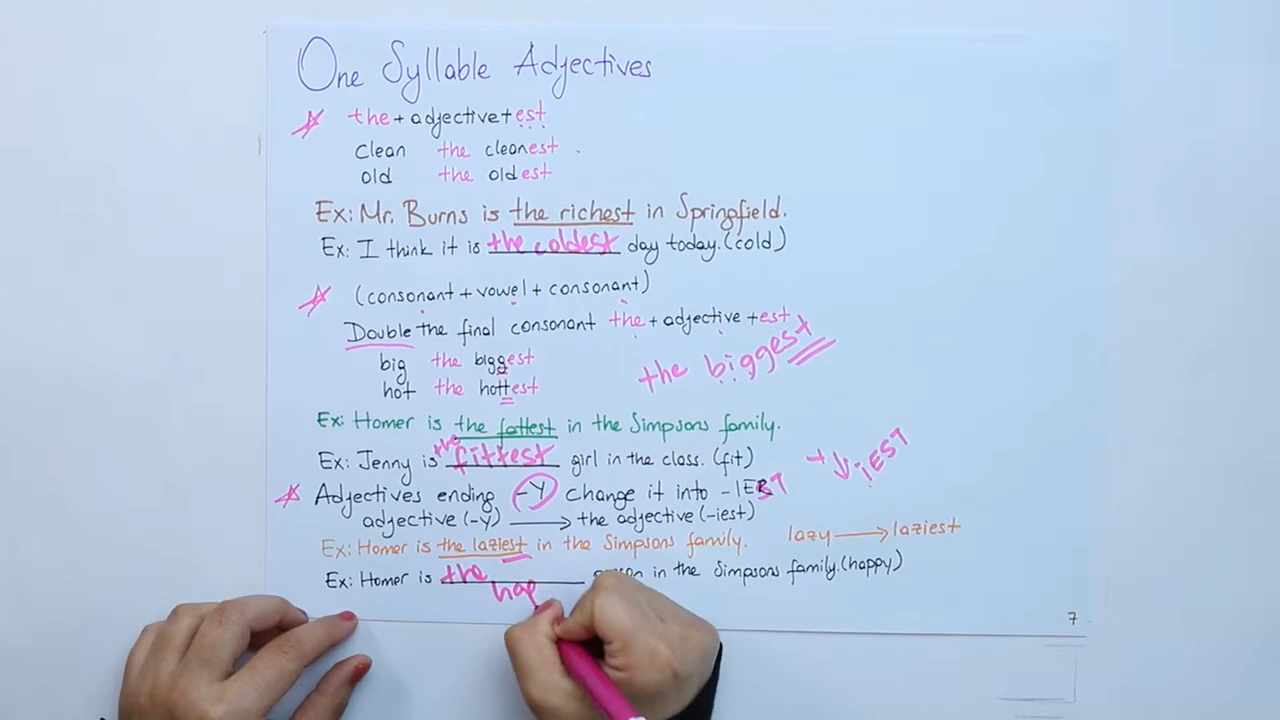 One Syllable Adjectives
the + adjective + est
clean the cleanest
old the oldest
Ex: Mr. Burns is the richest in Springfield.
Ex: I think it is the coldest day today. (cold)
(consonant + vowel + consonant)
Double the final consonant the + adjective + est
big the biggest the biggest
hot the hottest
Ex: Homer is the fattest in the Simpsons family.
Ex: Jenny is the fittest girl in the class. (fit)
+ iEST
Adjectives ending -Y change it into -IEST
adjective (-y) → the adjective (-iest)
Ex: Homer is the laziest in the Simpsons family. lazy → laziest
Ex: Homer is the hap in the Simpsons family. (happy)
7